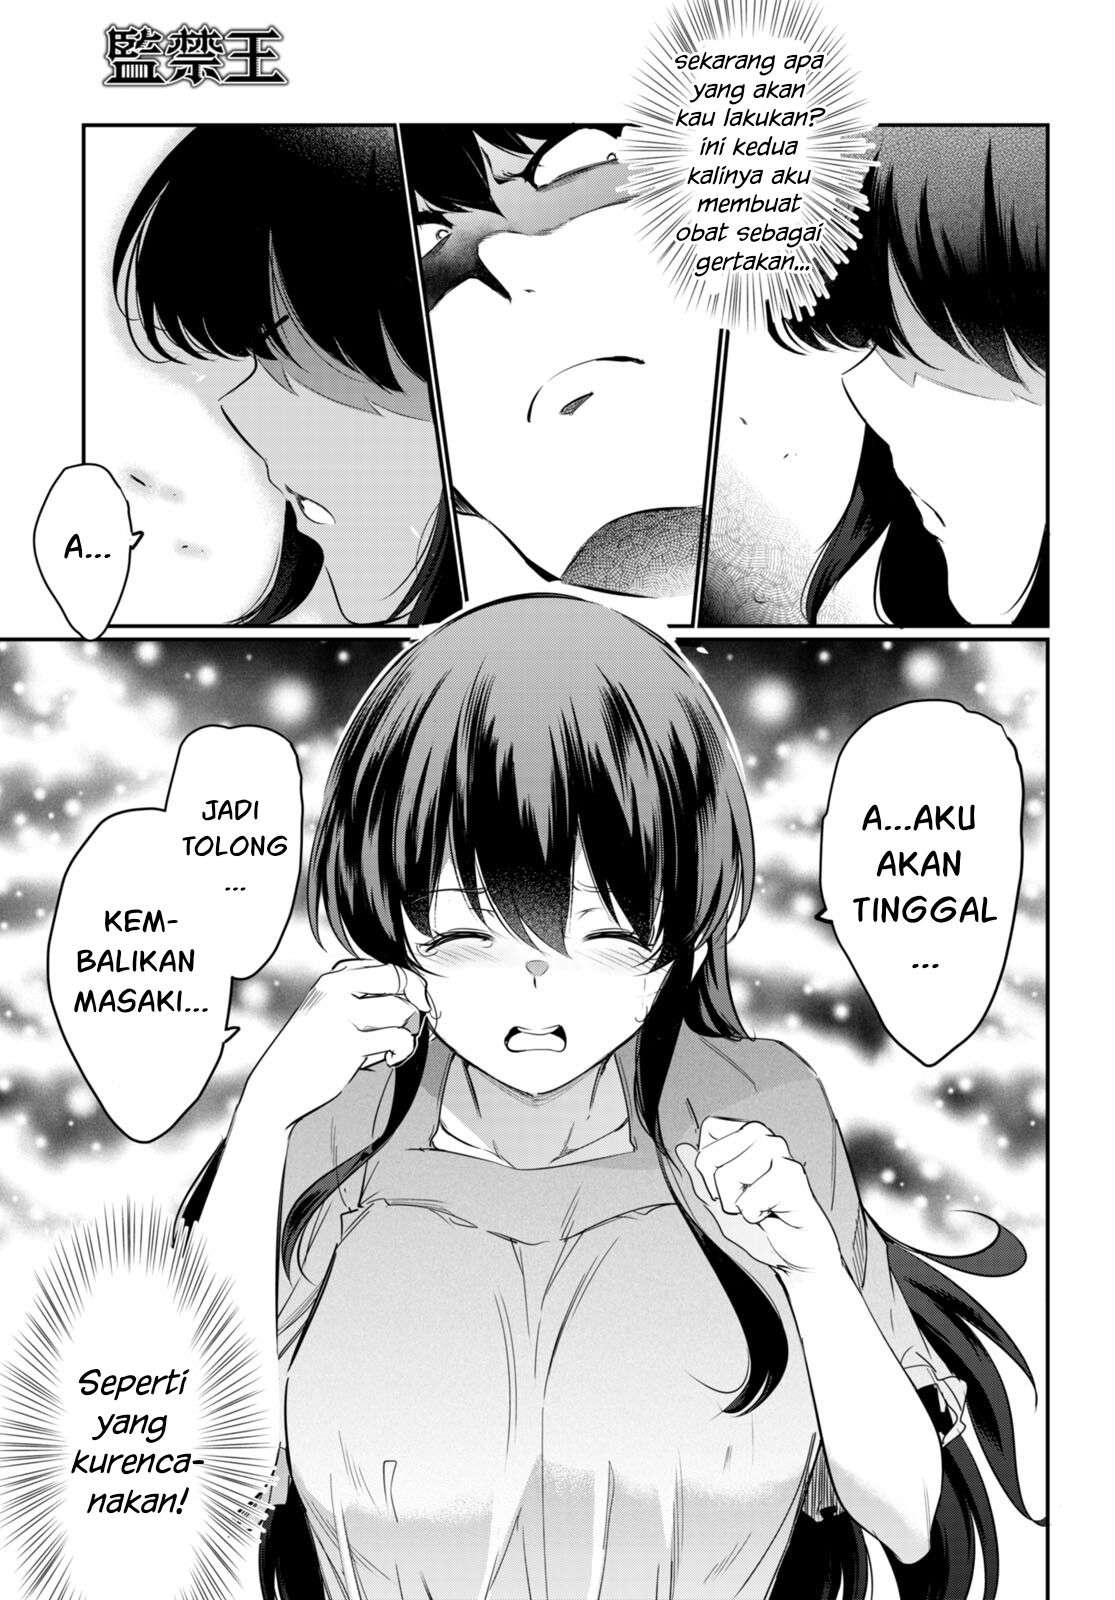 監禁王
sekarang apa
yang akan
kau lakukan?
ini kedua
kalinya aku
membuat
obat sebagai
gertakan...
A...
A...AKU
AKAN
TINGGAL
...
JADI
TOLONG
...
KEM-
BALIKAN
MASAKI...
Seperti
yang
kurenca-
nakan!